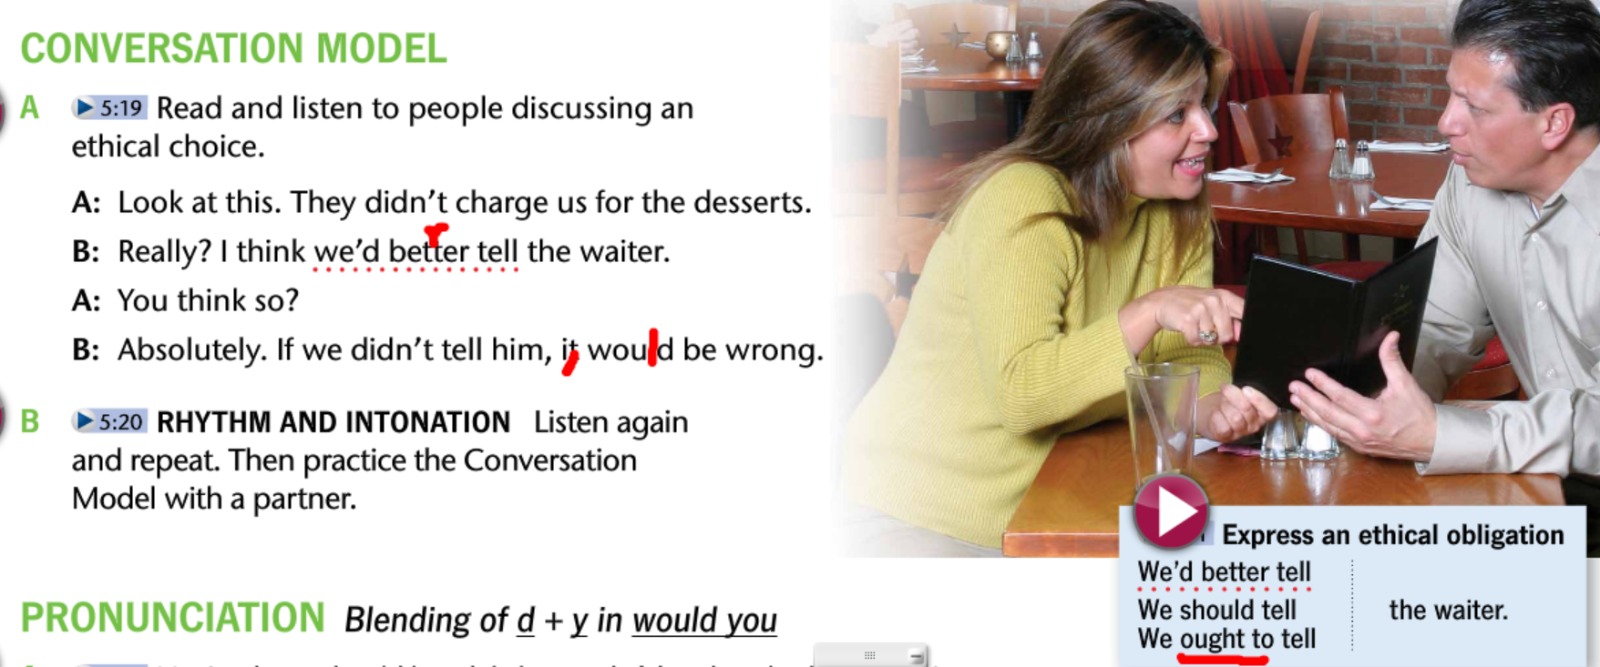 CONVERSATION MODEL
A 5:19 Read and listen to people discussing an
ethical choice.
A: Look at this. They didn't charge us for the desserts.
B: Really? I think we'd better tell the waiter.
A: You think so?
B: Absolutely. If we didn't tell him, it would be wrong.
B 5:20 RHYTHM AND INTONATION Listen again
and repeat. Then practice the Conversation
Model with a partner.
Express an ethical obligation
We'd better tell
We should tell the waiter.
We ought to tell
PRONUNCIATION Blending of d + y in would you